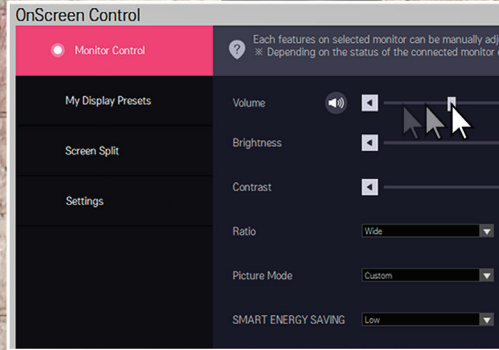 OnScreen Control
Monitor Control
? Each features on selected monitor can be manually adj
※ Depending on the status of the connected monitor
My Display Presets
Volume
Screen Split
Brightness
Settings
Contrast
Ratio Wide
Picture Mode Custom
SMART ENERGY SAVING Low